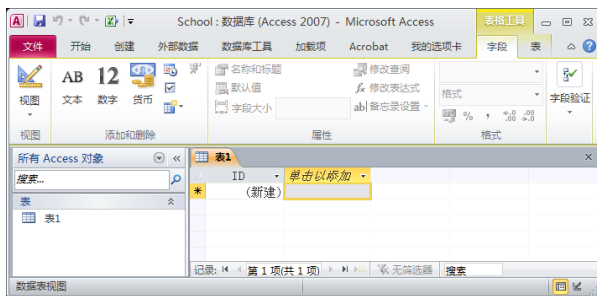 School : 数据库 (Access 2007) - Microsoft Access 表格工具
文件 开始 创建 外部数据 数据库工具 加载项 Acrobat 我的选项卡 字段 表
视图 AB 文本 12 数字 货币 名称和标题 默认值 字段大小 修改查阅 fx 修改表达式 ab 备忘录设置 格式 % , .00 字段验证
视图 添加和删除 属性 格式
所有 Access 对象 « 表1 ×
搜索... ID 单击以添加
表 * (新建)
表1
记录: 第 1 项(共 1 项) 无筛选器 搜索
数据表视图